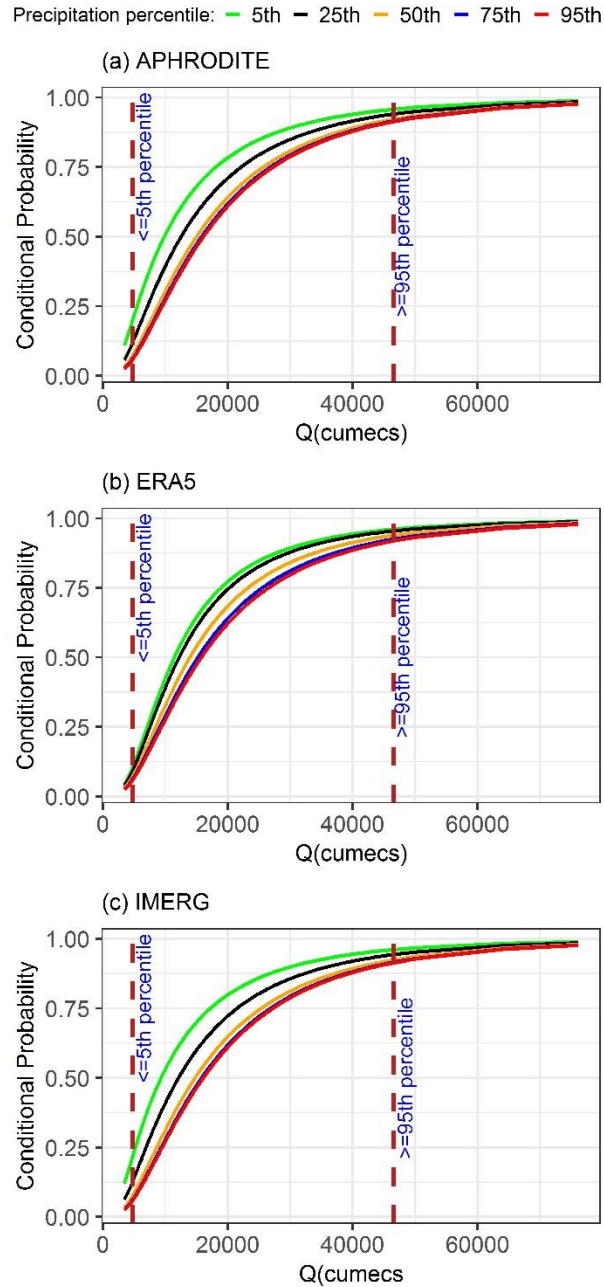 Precipitation percentile: 5th 25th 50th 75th 95th
(a) APHRODITE
Conditional Probability
1.00
0.75
0.50
0.25
0.00
<=5th percentile
>=95th percentile
0 20000 40000 60000
Q(cumecs)
(b) ERA5
Conditional Probability
1.00
0.75
0.50
0.25
0.00
<=5th percentile
>=95th percentile
0 20000 40000 60000
Q(cumecs)
(c) IMERG
Conditional Probability
1.00
0.75
0.50
0.25
0.00
<=5th percentile
>=95th percentile
0 20000 40000 60000
Q(cumecs)